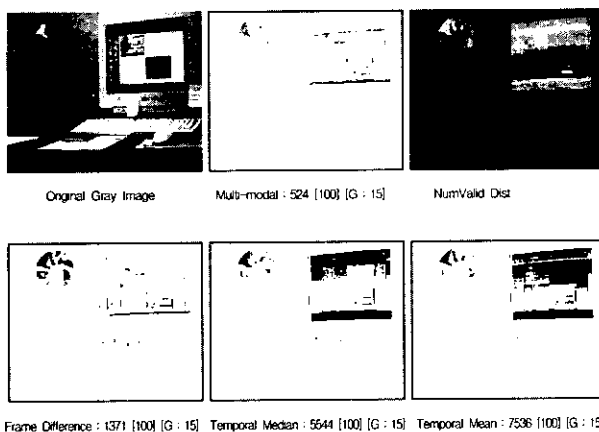 Original Gray Image
Multi-modal : 524 [100] [G : 15]
NumValid Dist
Frame Difference : 1371 [100] [G : 15]
Temporal Median : 5644 [100] [G : 15]
Temporal Mean : 7536 [100] [G : 15]